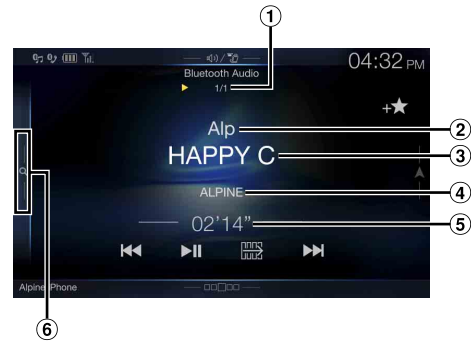 1
04:32 PM
Bluetooth Audio
1/1
Alp
2
HAPPY C
3
ALPINE
4
02'14”
5
Alpine Phone
6